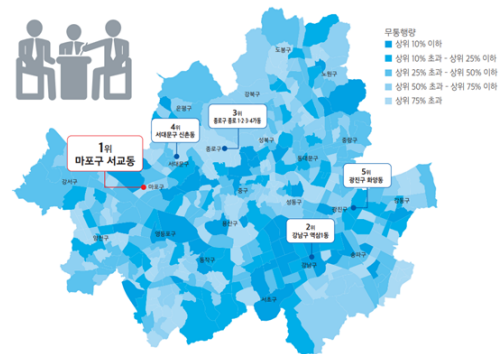 무통행량
상위 10% 이하
상위 10% 초과 - 상위 25% 이하
상위 25% 초과 - 상위 50% 이하
상위 50% 초과 - 상위 75% 이하
상위 75% 초과
도봉구
노원구
강북구
은평구
3위
종로구 종로 1·2·3·4가동
4위
서대문구 신촌동
종로구
성북구
중랑구
1위
마포구 서교동
서대문구
동대문구
5위
광진구 화양동
강서구
마포구
중구
성동구
광진구
강동구
용산구
2위
강남구 역삼1동
양천구
영등포구
동작구
강남구
송파구
서초구